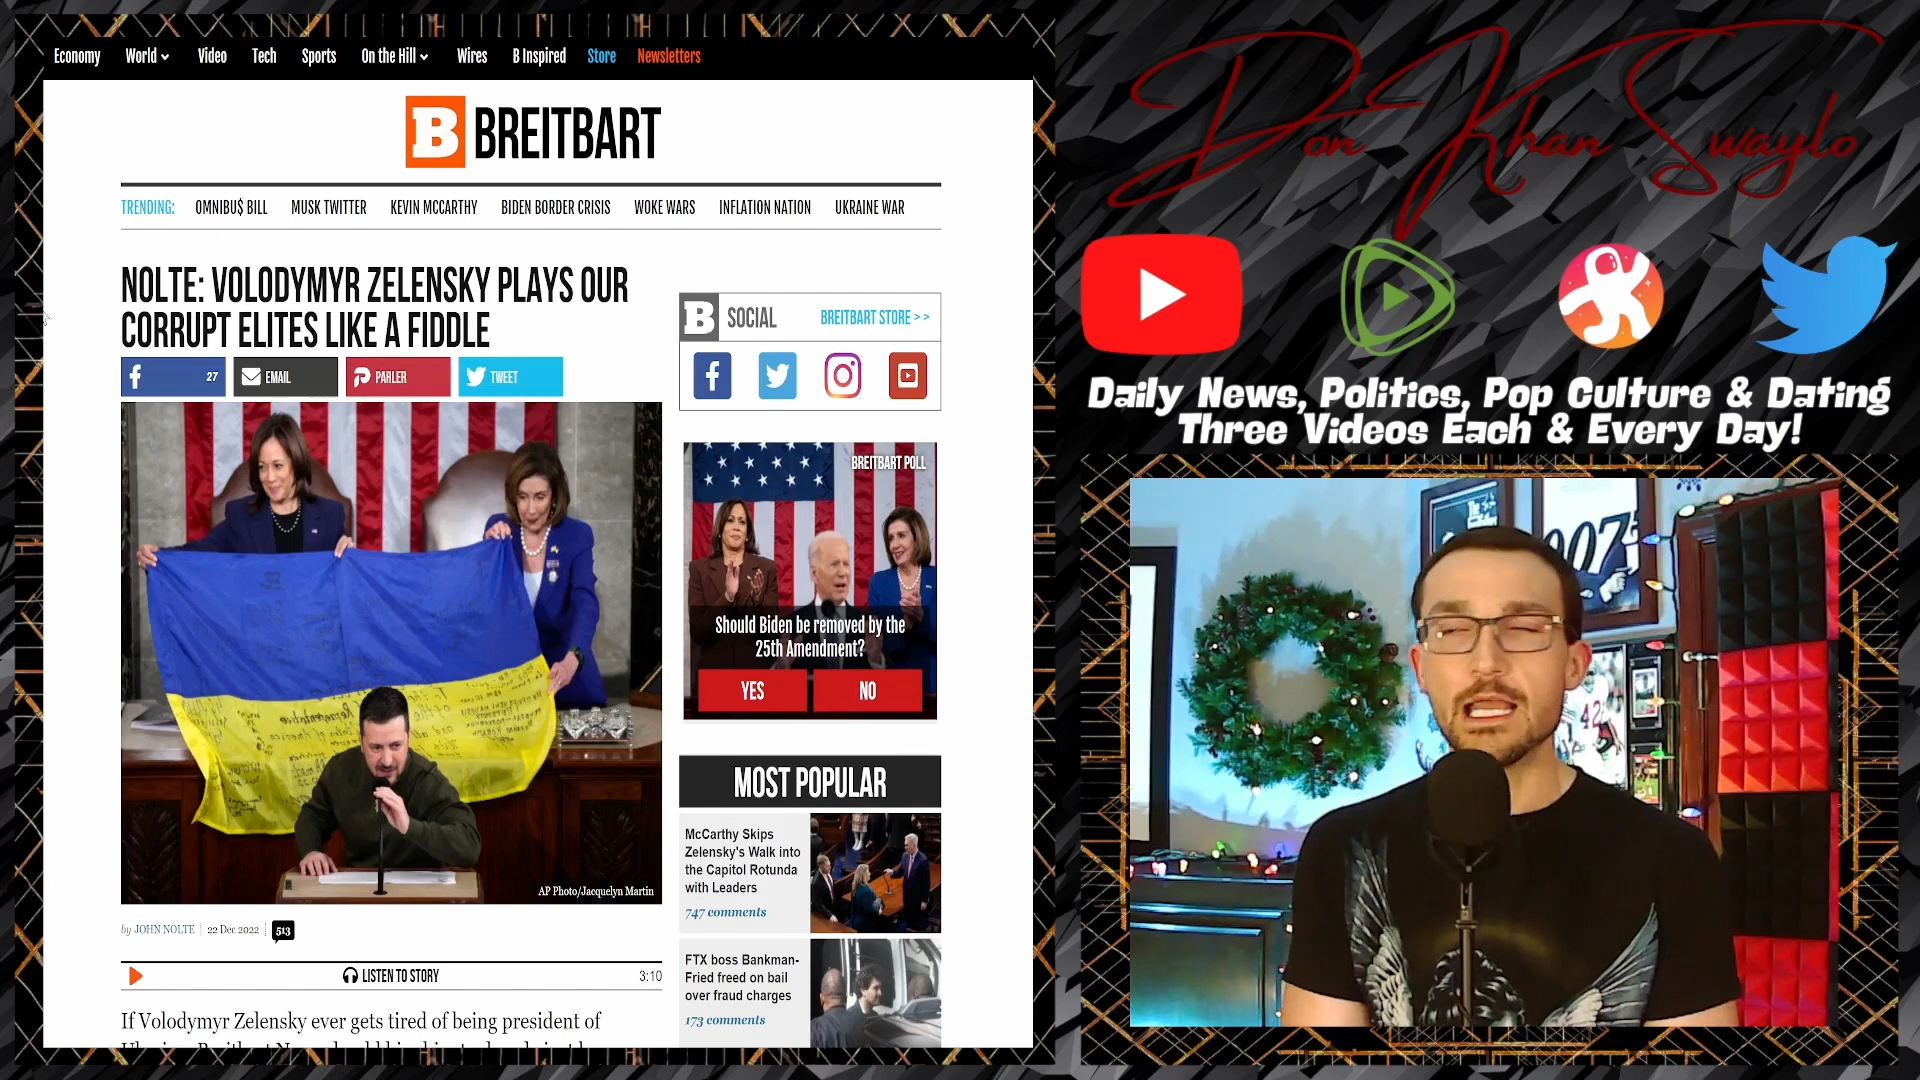 Economy World Video Tech Sports On the Hill Wires B Inspired Store Newsletters
B BREITBART
TRENDING: OMNIBU$ BILL MUSK TWITTER KEVIN MCCARTHY BIDEN BORDER CRISIS WOKE WARS INFLATION NATION UKRAINE WAR
NOLTE: VOLODYMYR ZELENSKY PLAYS OUR
CORRUPT ELITES LIKE A FIDDLE
27 EMAIL PARLER TWEET
AP Photo/Jacquelyn Martin
by JOHN NOLTE 22 Dec 2022 513
LISTEN TO STORY 3:10
If Volodymyr Zelensky ever gets tired of being president of
B SOCIAL BREITBART STORE > >
BREITBART POLL
Should Biden be removed by the
25th Amendment?
YES NO
MOST POPULAR
McCarthy Skips
Zelensky's Walk into
the Capitol Rotunda
with Leaders
747 comments
FTX boss Bankman-
Fried freed on bail
over fraud charges
173 comments
Don Khan Swaylo
Daily News, Politics, Pop Culture & Dating
Three Videos Each & Every Day!
007
42